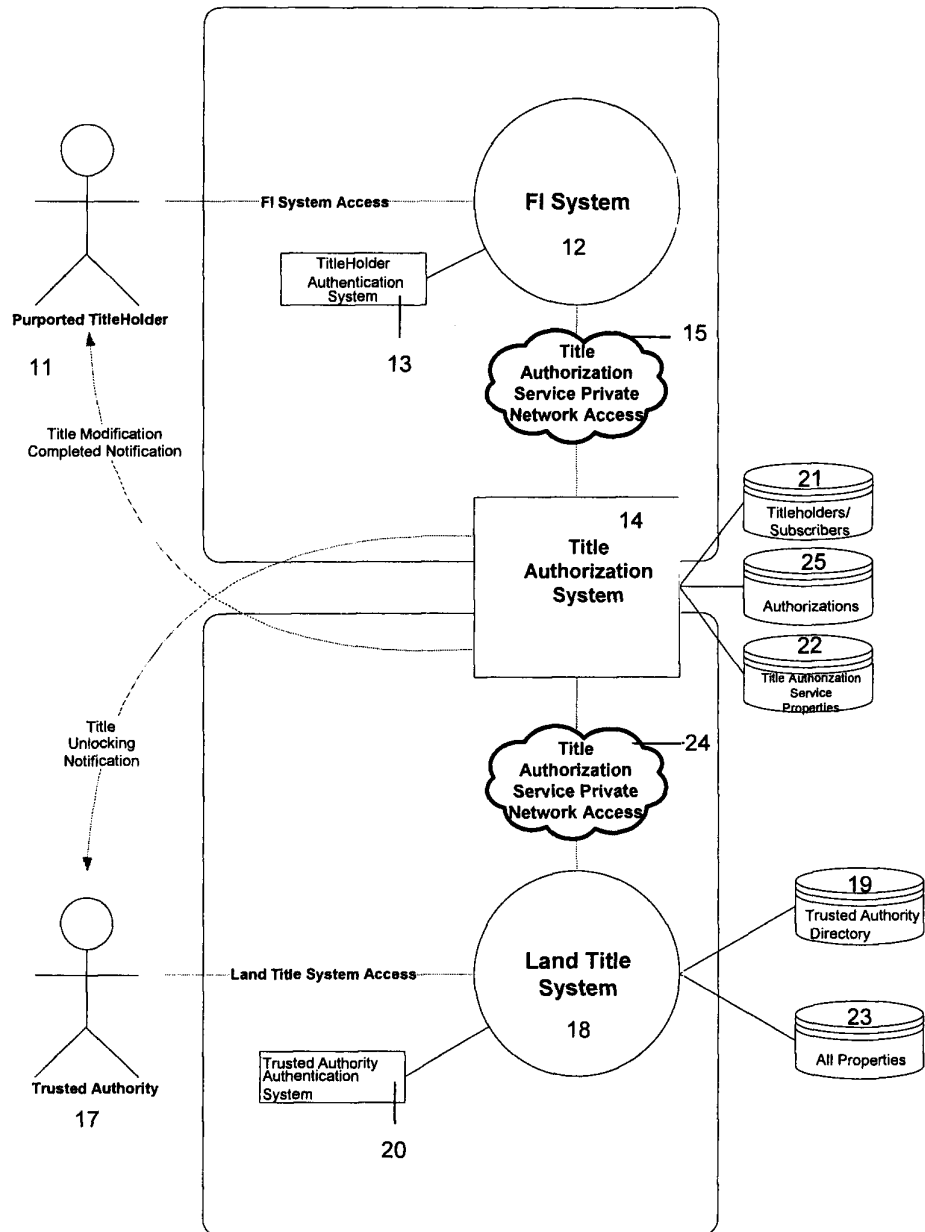 FI System Access
FI System
12
TitleHolder
Authentication
System
13
Purported TitleHolder
11
15
Title
Authorization
Service Private
Network Access
Title Modification
Completed Notification
14
Title
Authorization
System
21
Titleholders/
Subscribers
25
Authorizations
22
Title Authorization
Service
Properties
Title
Unlocking
Notification
24
Title
Authorization
Service Private
Network Access
19
Trusted Authority
Directory
Land Title System Access
Land Title
System
18
23
All Properties
Trusted Authority
Authentication
System
20
Trusted Authority
17